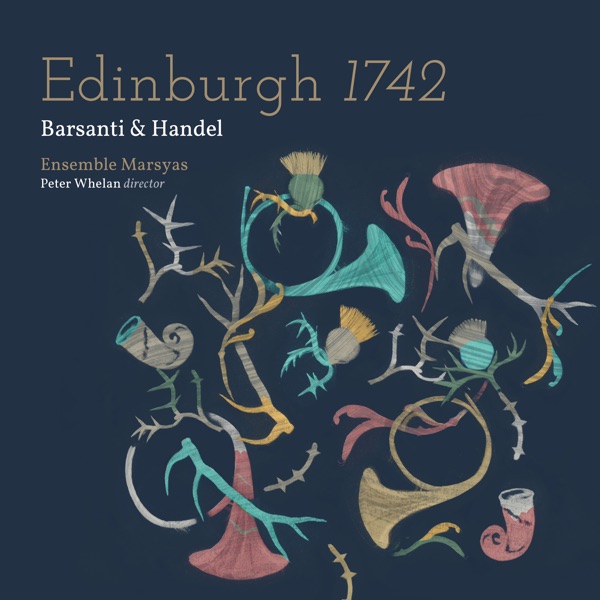 Edinburgh 1742
Barsanti & Handel
Ensemble Marsyas
Peter Whelan director